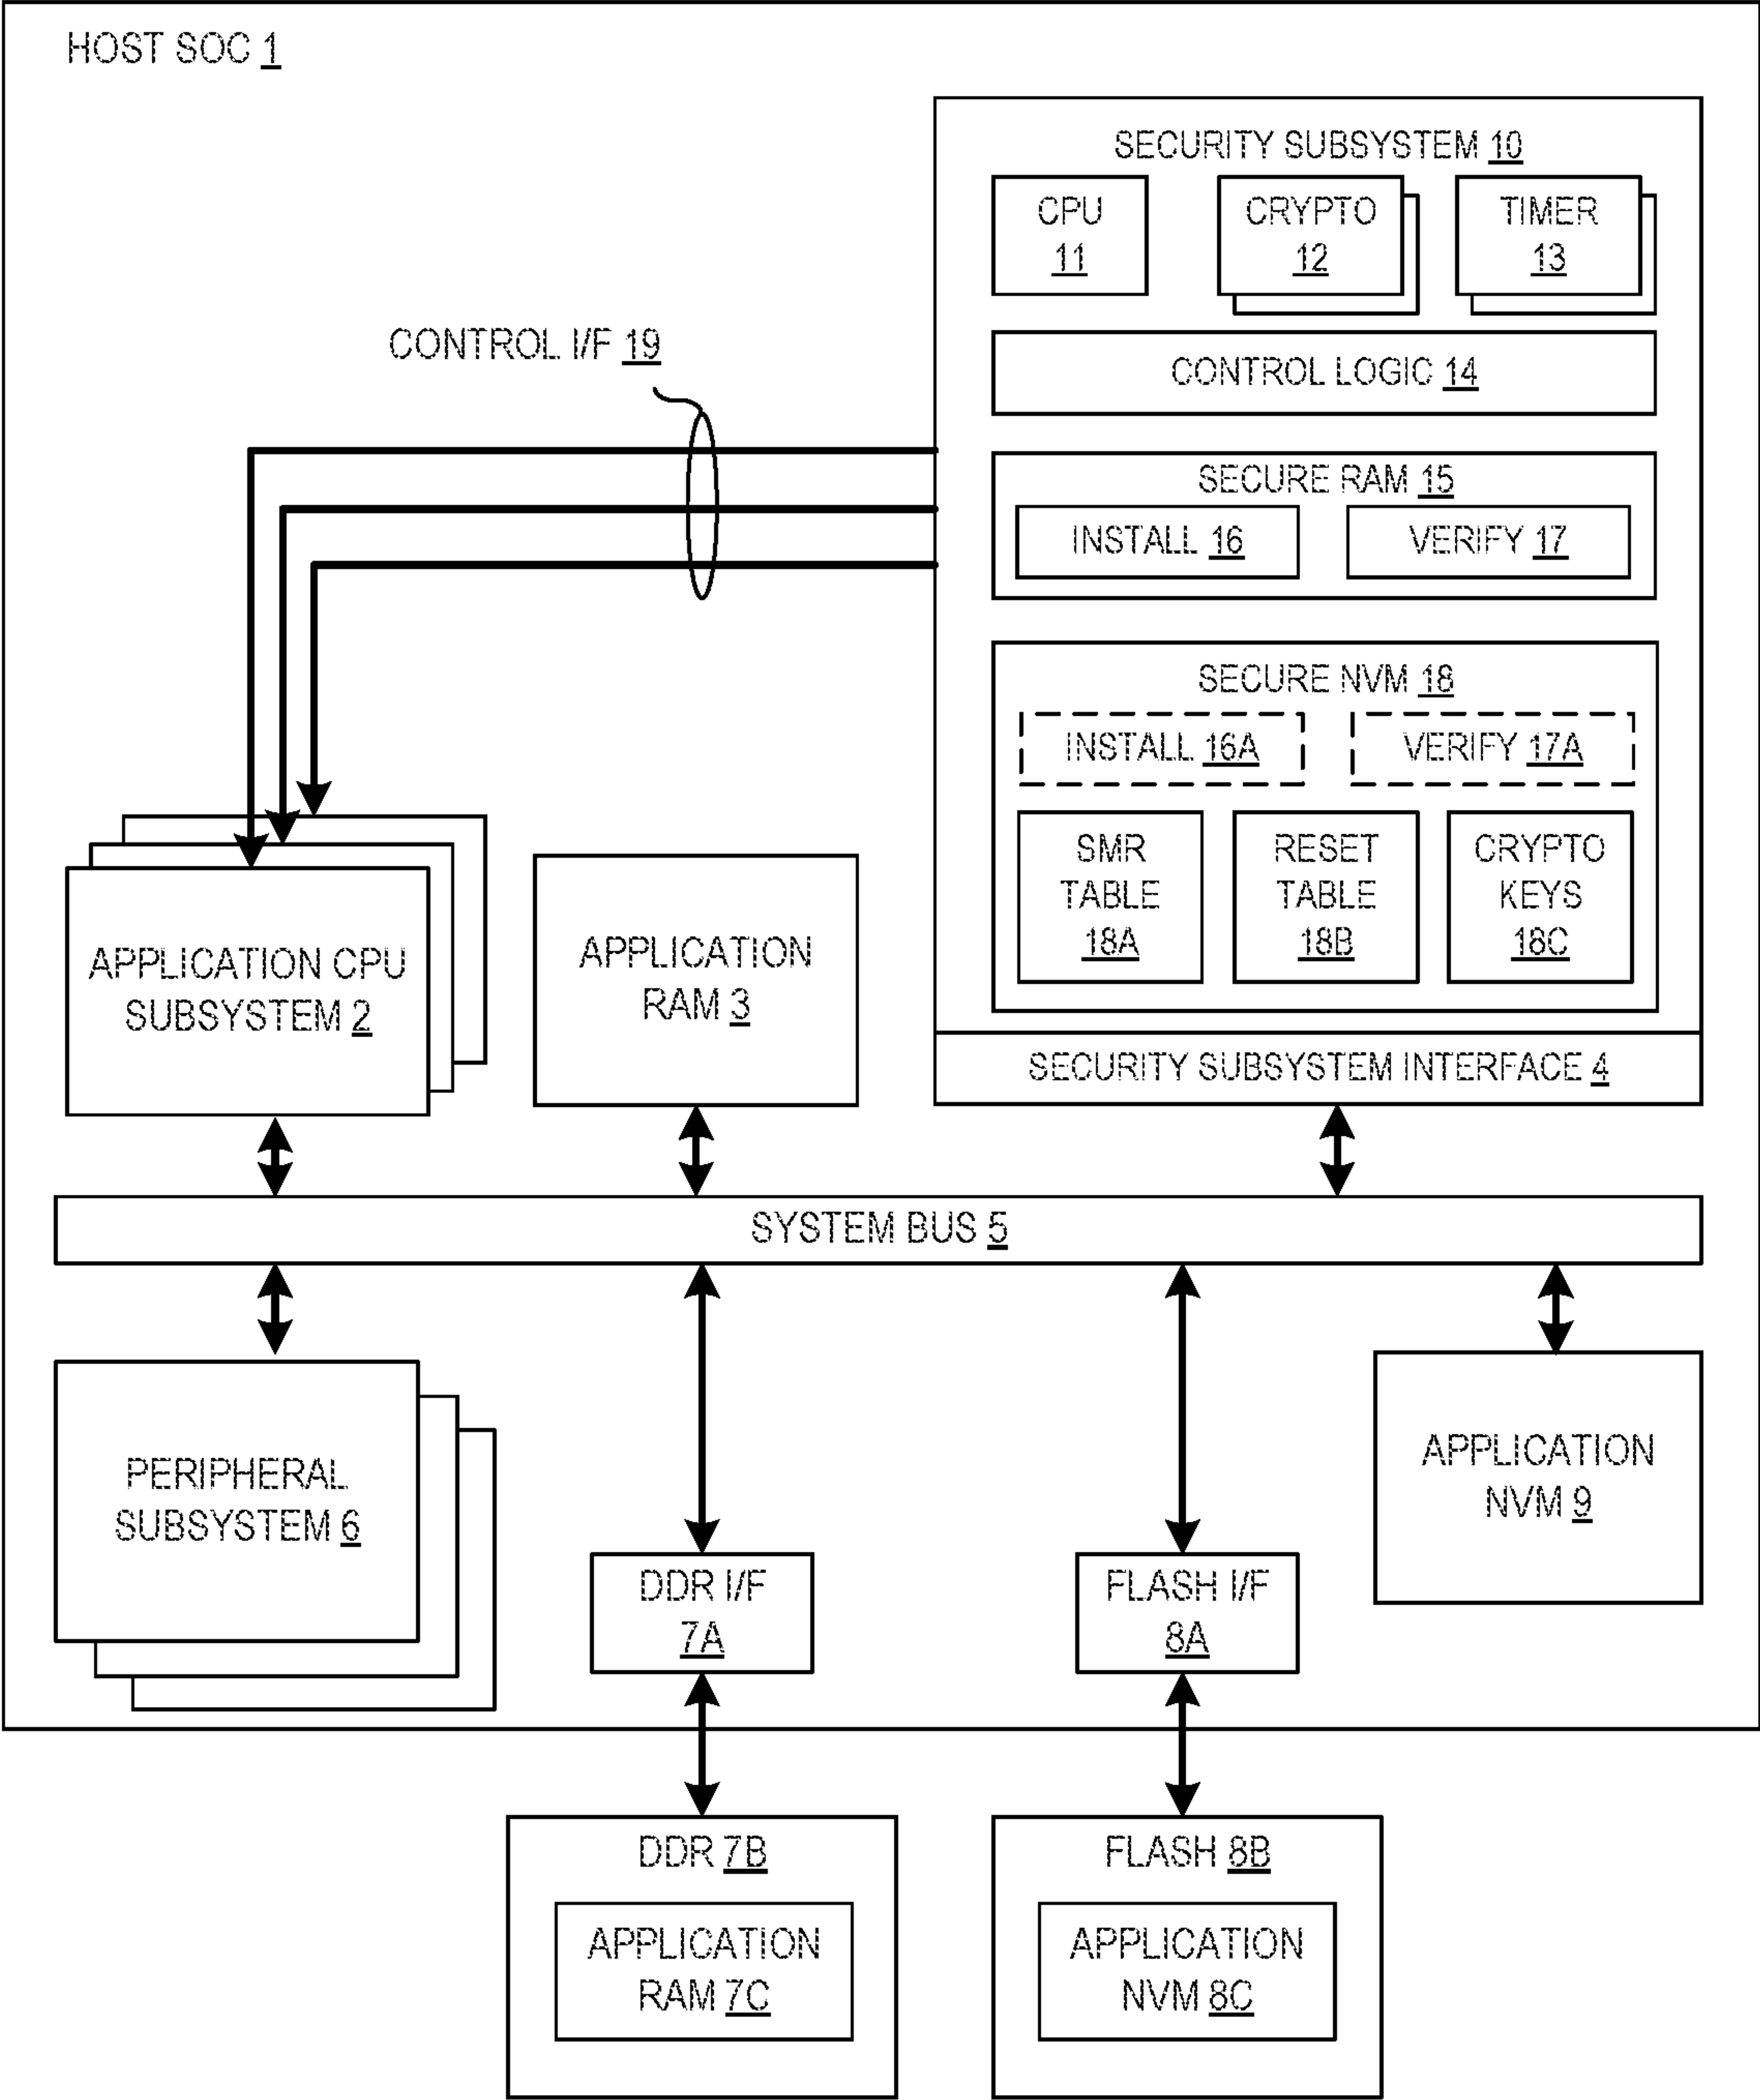 HOST SOC 1
SECURITY SUBSYSTEM 10
CPU
11
CRYPTO
12
TIMER
13
CONTROL LOGIC 14
CONTROL I/F 19
SECURE RAM 15
INSTALL 16
VERIFY 17
SECURE NVM 18
INSTALL 16A
VERIFY 17A
SMR
TABLE
18A
RESET
TABLE
18B
CRYPTO
KEYS
18C
SECURITY SUBSYSTEM INTERFACE 4
APPLICATION CPU
SUBSYSTEM 2
APPLICATION
RAM 3
SYSTEM BUS 5
PERIPHERAL
SUBSYSTEM 6
DDR I/F
7A
FLASH I/F
8A
APPLICATION
NVM 9
DDR 7B
APPLICATION
RAM 7C
FLASH 8B
APPLICATION
NVM 8C